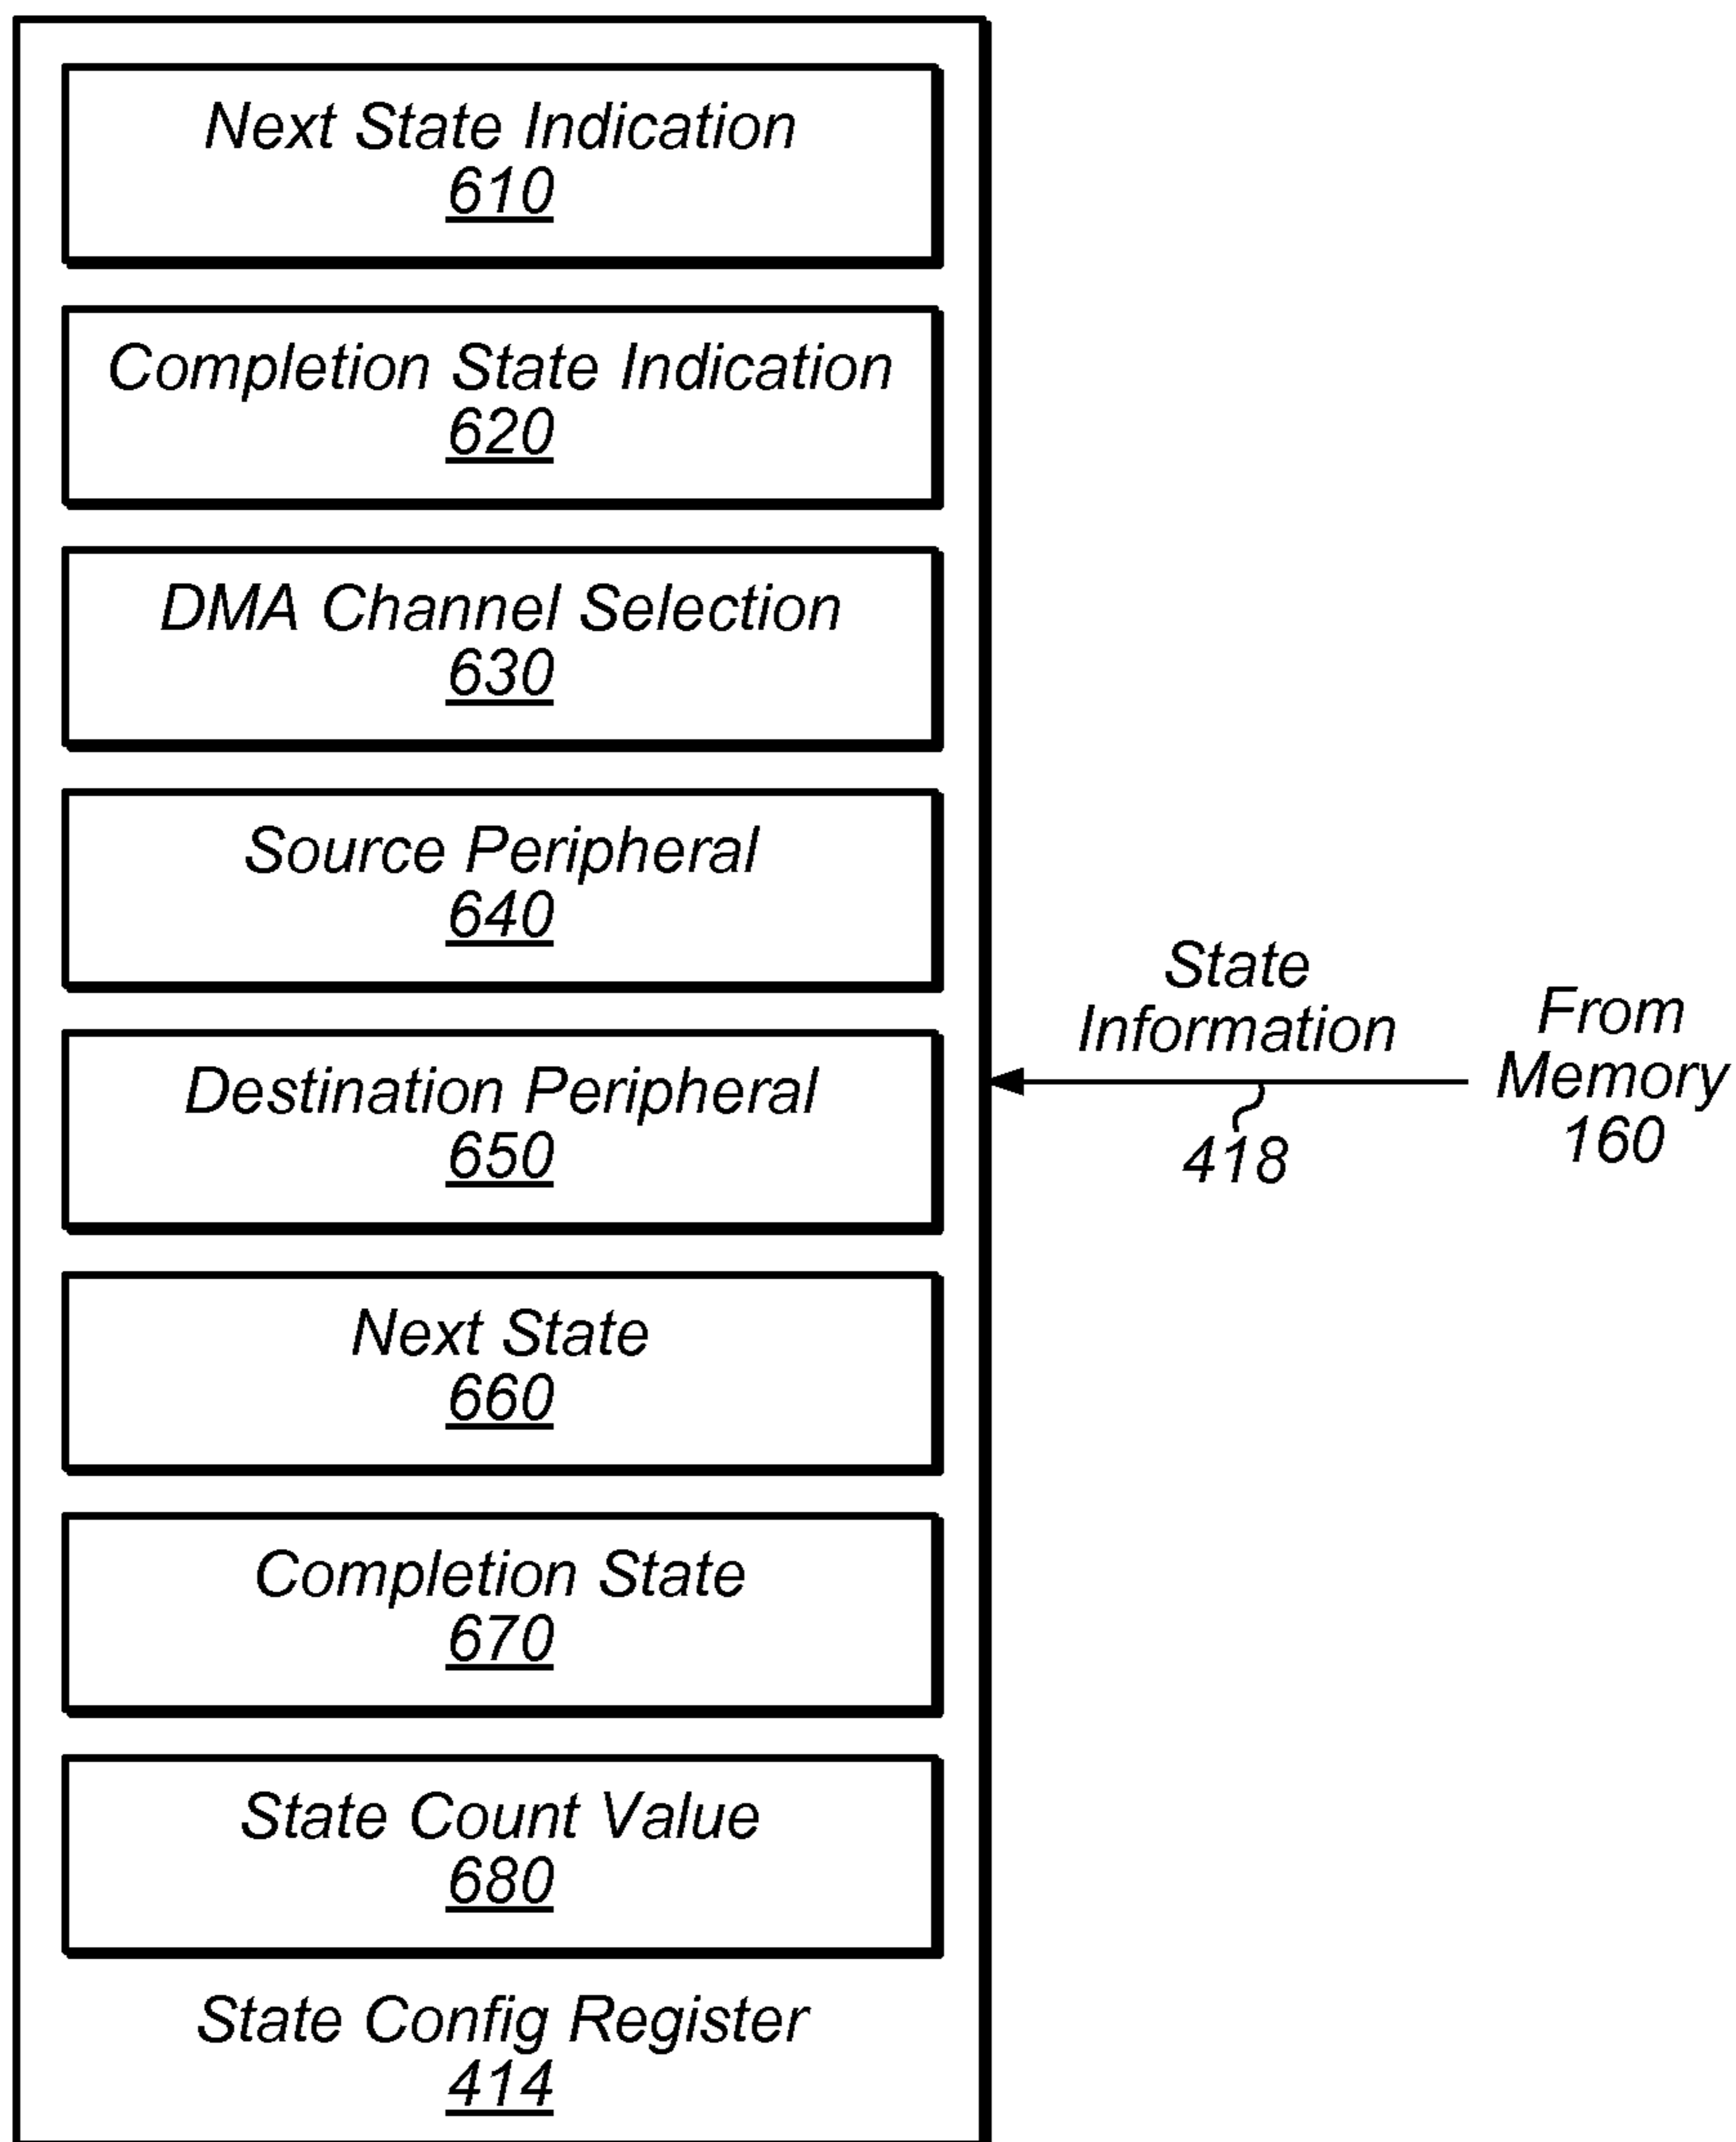 Next State Indication
610
Completion State Indication
620
DMA Channel Selection
630
Source Peripheral
640
Destination Peripheral
650
Next State
660
Completion State
670
State Count Value
680
State Config Register
414
State
Information
418
From
Memory
160